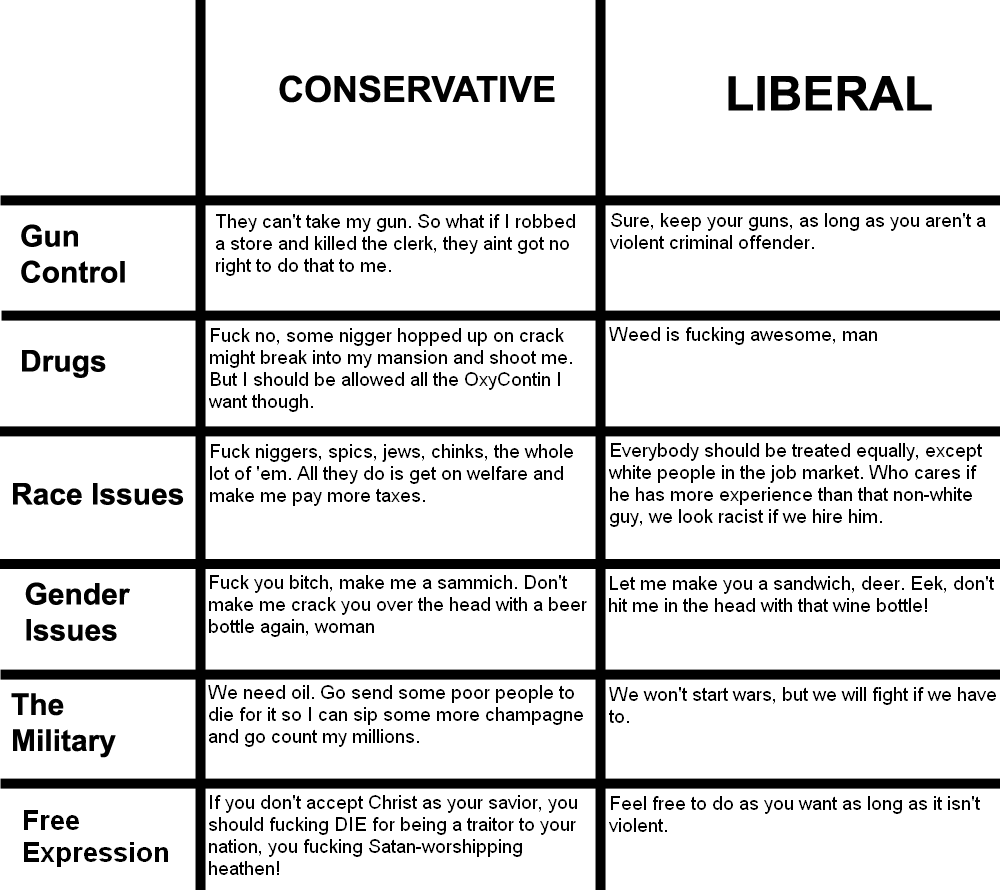 CONSERVATIVE
LIBERAL
Gun
Control
They can't take my gun. So what if I robbed
a store and killed the clerk, they aint got no
right to do that to me.
Sure, keep your guns, as long as you aren't a
violent criminal offender.
Drugs
Fuck no, some nigger hopped up on crack
might break into my mansion and shoot me.
But I should be allowed all the OxyContin I
want though.
Weed is fucking awesome, man
Race Issues
Fuck niggers, spics, jews, chinks, the whole
lot of 'em. All they do is get on welfare and
make me pay more taxes.
Everybody should be treated equally, except
white people in the job market. Who cares if
he has more experience than that non-white
guy, we look racist if we hire him.
Gender
Issues
Fuck you bitch, make me a sammich. Don't
make me crack you over the head with a beer
bottle again, woman
Let me make you a sandwich, deer. Eek, don't
hit me in the head with that wine bottle!
The
Military
We need oil. Go send some poor people to
die for it so I can sip some more champagne
and go count my millions.
We won't start wars, but we will fight if we have
to.
Free
Expression
If you don't accept Christ as your savior, you
should fucking DIE for being a traitor to your
nation, you fucking Satan-worshipping
heathen!
Feel free to do as you want as long as it isn't
violent.